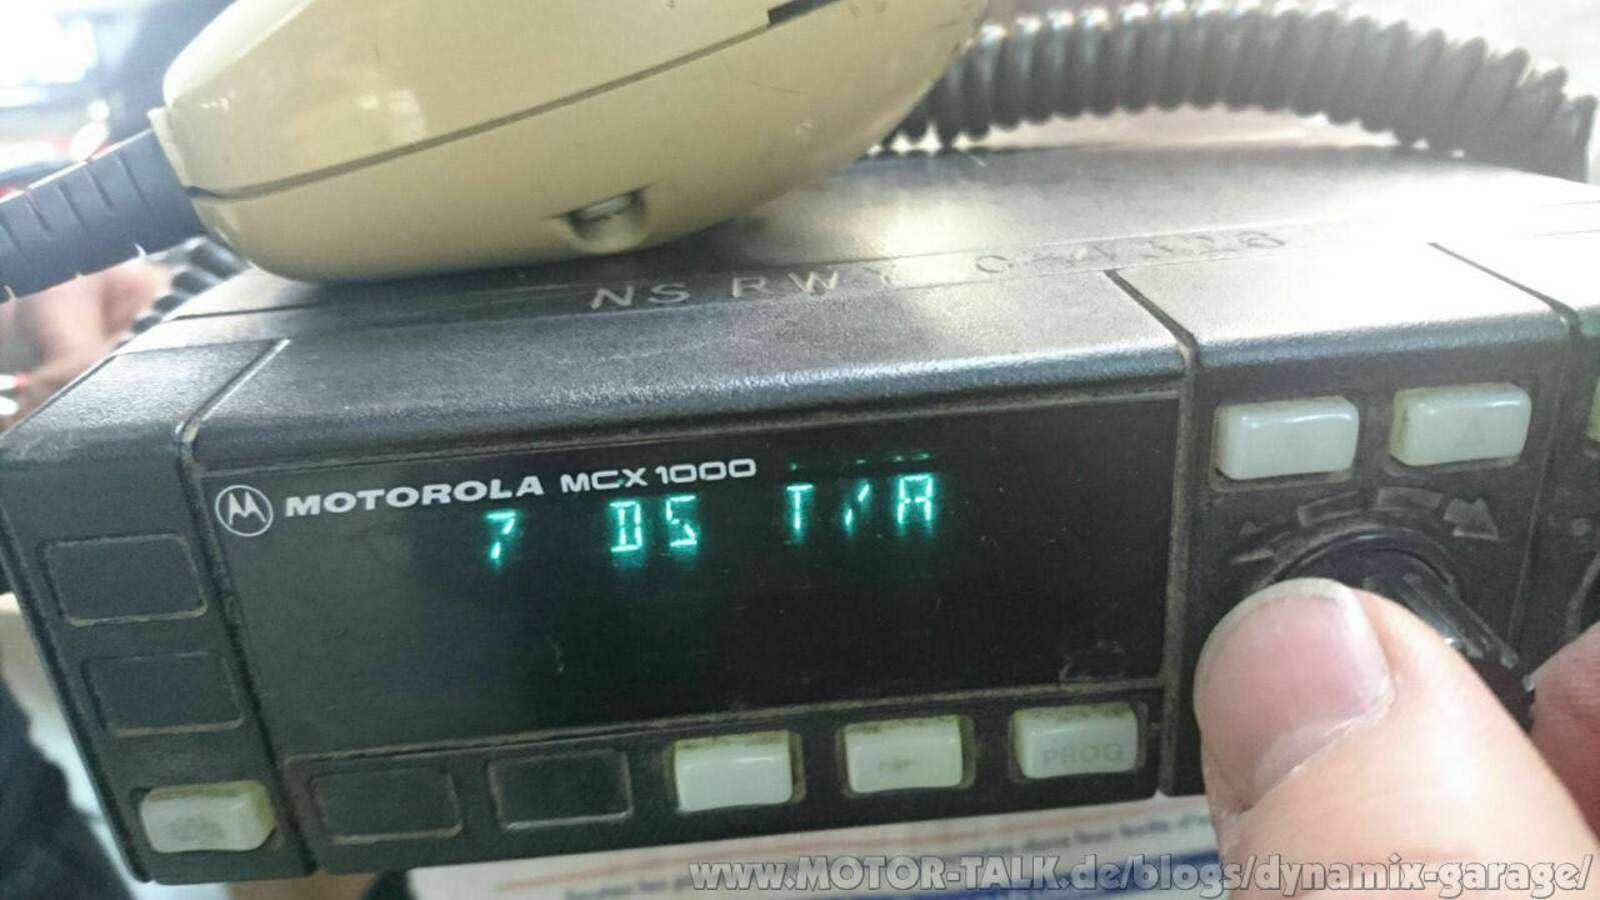 NS RWY
MOTOROLA MCX1000
7 DS T/A
PROG
www.MOTOR-TALK.de/blogs/dynamix-garage/